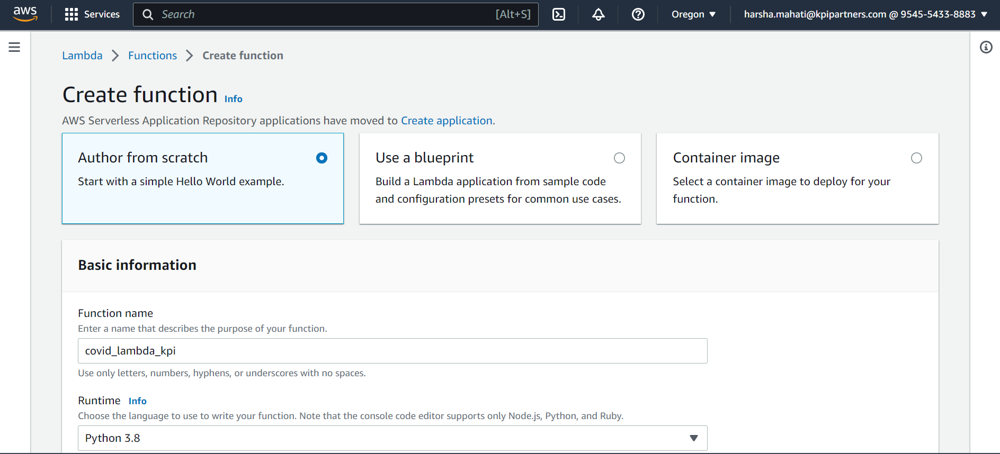 aws Services Search [Alt+S] Oregon harsha.mahati@kpipartners.com @ 9545-5433-8883
Lambda Functions Create function
Create function Info
AWS Serverless Application Repository applications have moved to Create application.
Author from scratch
Start with a simple Hello World example.
Use a blueprint
Build a Lambda application from sample code
and configuration presets for common use cases.
Container image
Select a container image to deploy for your
function.
Basic information
Function name
Enter a name that describes the purpose of your function.
covid_lambda_kpi
Use only letters, numbers, hyphens, or underscores with no spaces.
Runtime Info
Choose the language to use to write your function. Note that the console code editor supports only Node.js, Python, and Ruby.
Python 3.8